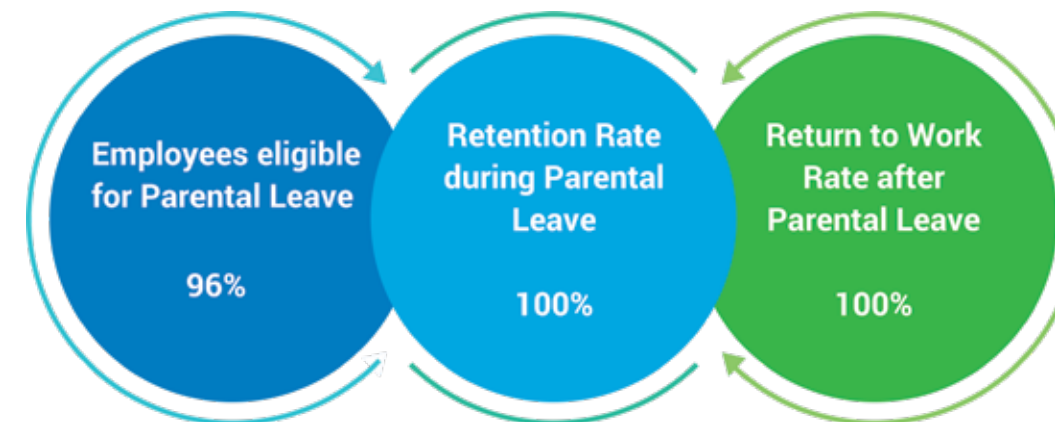 Employees eligible
for Parental Leave
96%
Retention Rate
during Parental
Leave
100%
Return to Work
Rate after
Parental Leave
100%